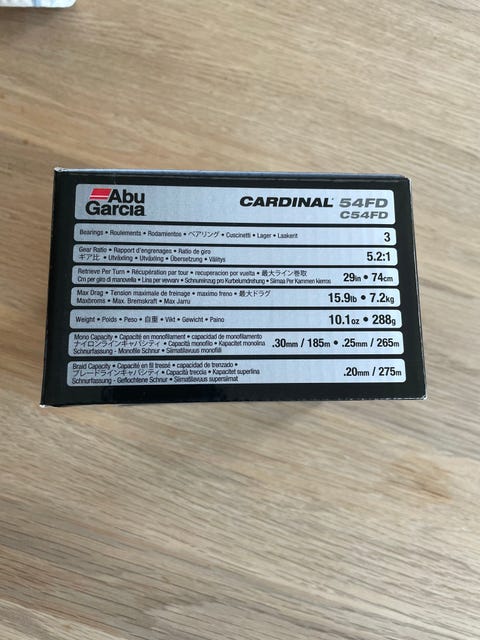 Abu
Garcia
CARDINAL 54FD
C54FD
Bearings • Roulements • Rodamientos • ベアリング • Cuscinetti • Lager • Laakerit
3
Gear Ratio • Rapport d'engrenages • Ratio de giro
ギア比 • Utväxling • Utväxling • Übersetzung • Välitys
5.2:1
Retrieve Per Turn • Récupération par tour • recuperacion por vuelta • 最大ライン巻取
Cm per giro di manovella • Lina per vevvarv • Schnureinzug pro Kurbelumdrehung • Siimaa Per Kammen kierros
29in • 74cm
Max Drag • Tension maximale de freinage • maximo freno • 最大ドラグ
Maxbroms • Max. Bremskraft • Max Jarru
15.9lb • 7.2kg
Weight • Poids • Peso • 自重 • Vikt • Gewicht • Paino
10.1oz • 288g
Mono Capacity • Capacité en monofilament • capacidad de monofilamento
ナイロンラインキャパシティ • Capacità monofilo • Kapacitet monolina
Schnurfassung - Monofile Schnur • Siimatilavuus monofiili
.30mm / 185m • .25mm / 265m
Braid Capacity • Capacité en fil tressé • capacidad de trenzado
ブレードラインキャパシティ • Capacità treccia • Kapacitet superlina
Schnurfassung - Geflochtene Schnur • Siimatilavuus supersiimat
.20mm / 275m